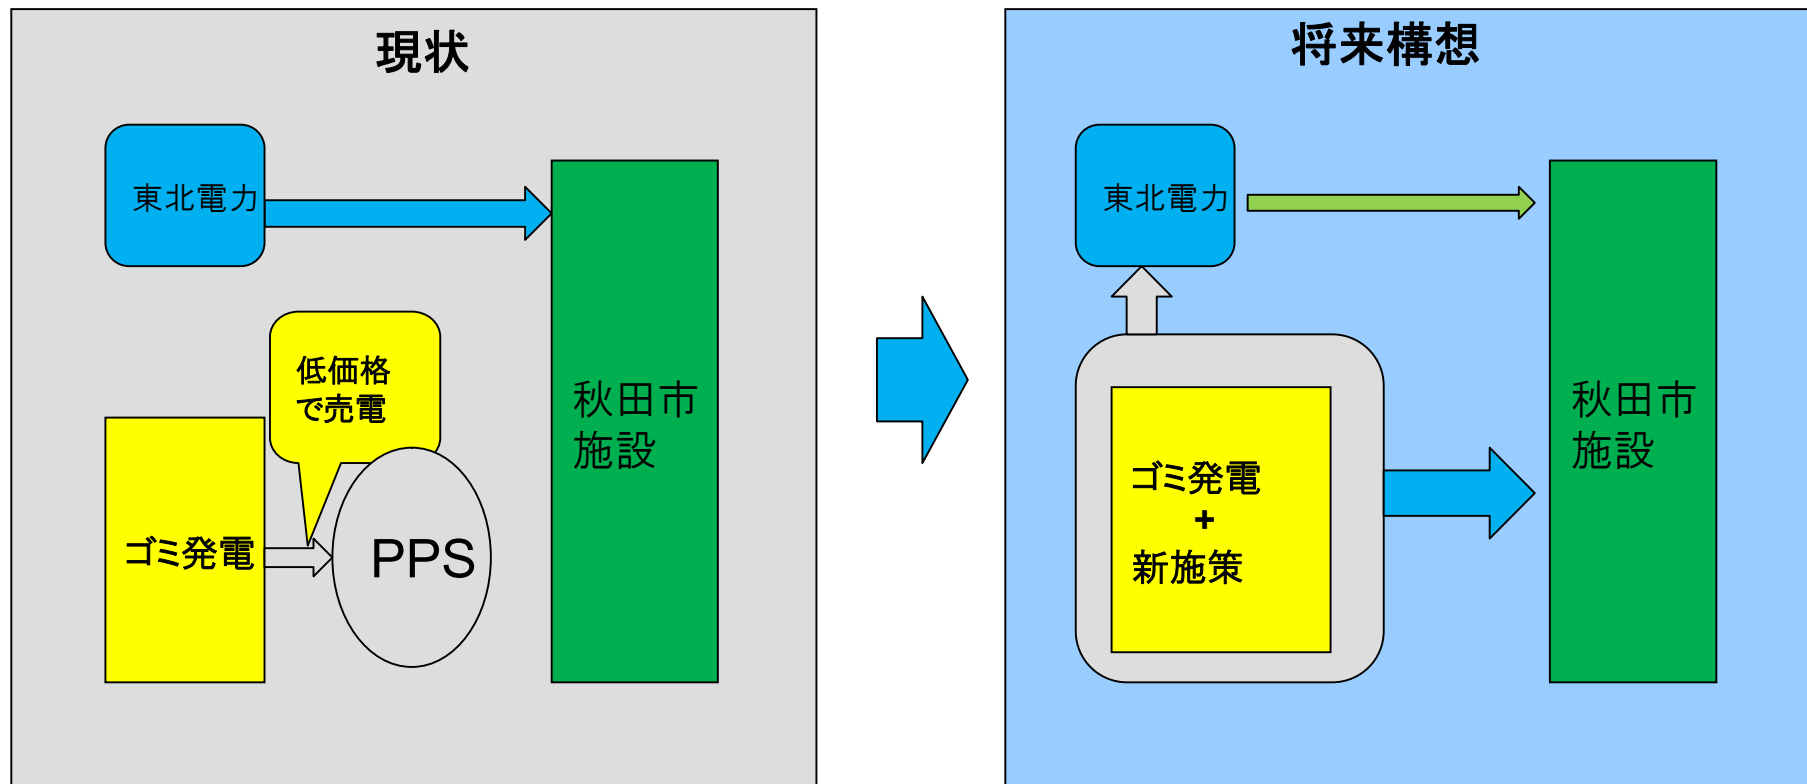 現状
東北電力
低価格
で売電
秋田市
施設
ゴミ発電
PPS
将来構想
東北電力
ゴミ発電
+
新施策
秋田市
施設